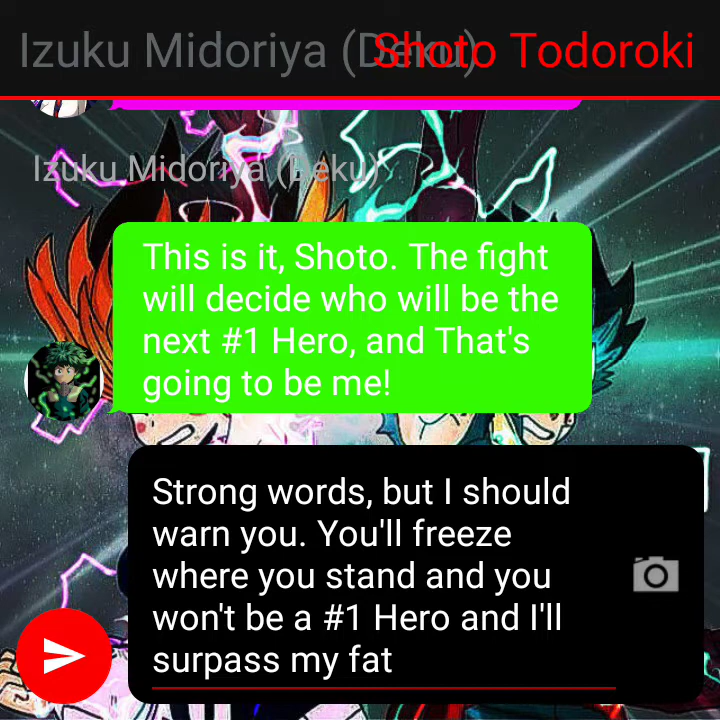 Izuku Midoriya (Deku) Shoto Todoroki
Izuku Midoriya (Deku)
This is it, Shoto. The fight
will decide who will be the
next #1 Hero, and That's
going to be me!
Strong words, but I should
warn you. You'll freeze
where you stand and you
won't be a #1 Hero and I'll
surpass my fat